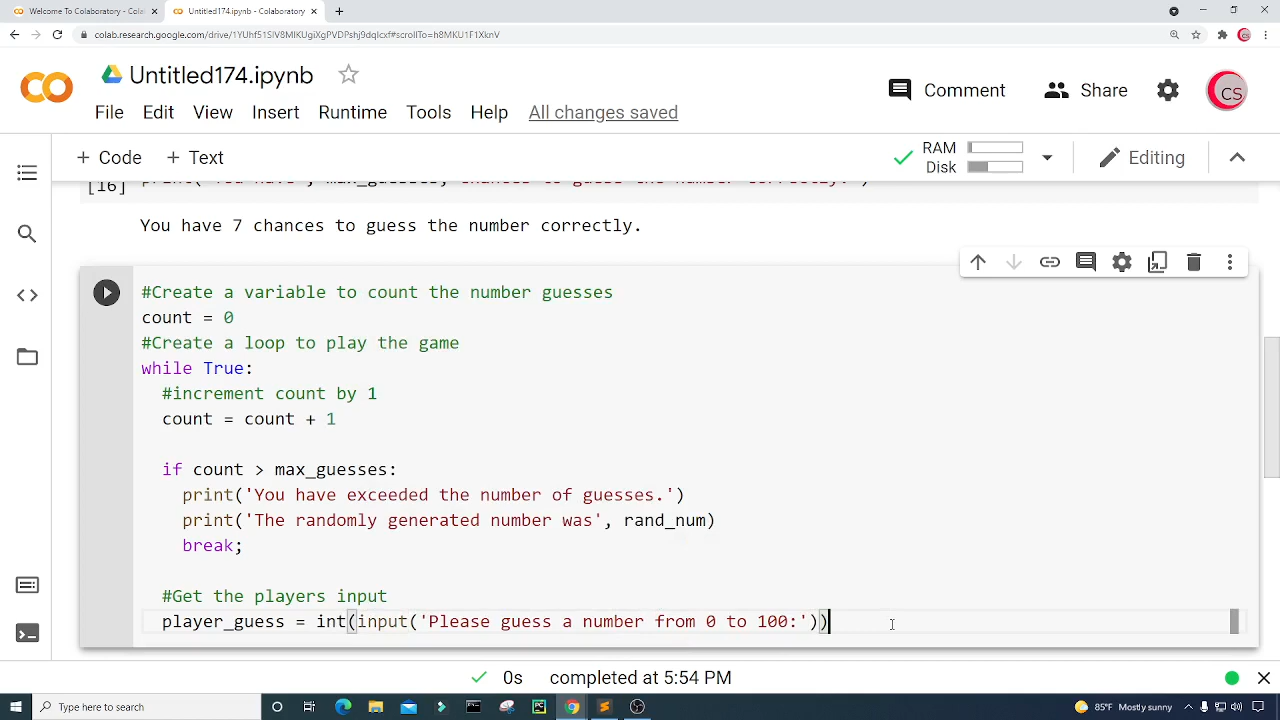 Welcome To Colaboratory - Colal
Untitled174.ipynb - Colaboratory
Untitled174.ipynb
CS
File Edit View Insert Runtime Tools Help All changes saved
Comment Share
+ Code + Text
RAM
Disk
Editing
[16]
You have 7 chances to guess the number correctly.
#Create a variable to count the number guesses
count = 0
#Create a loop to play the game
while True:
#increment count by 1
count = count + 1
if count > max_guesses:
print('You have exceeded the number of guesses.')
print('The randomly generated number was', rand_num)
break;
#Get the players input
player_guess = int(input('Please guess a number from 0 to 100:'))
0s completed at 5:54 PM
Type here to search
85°F Mostly sunny